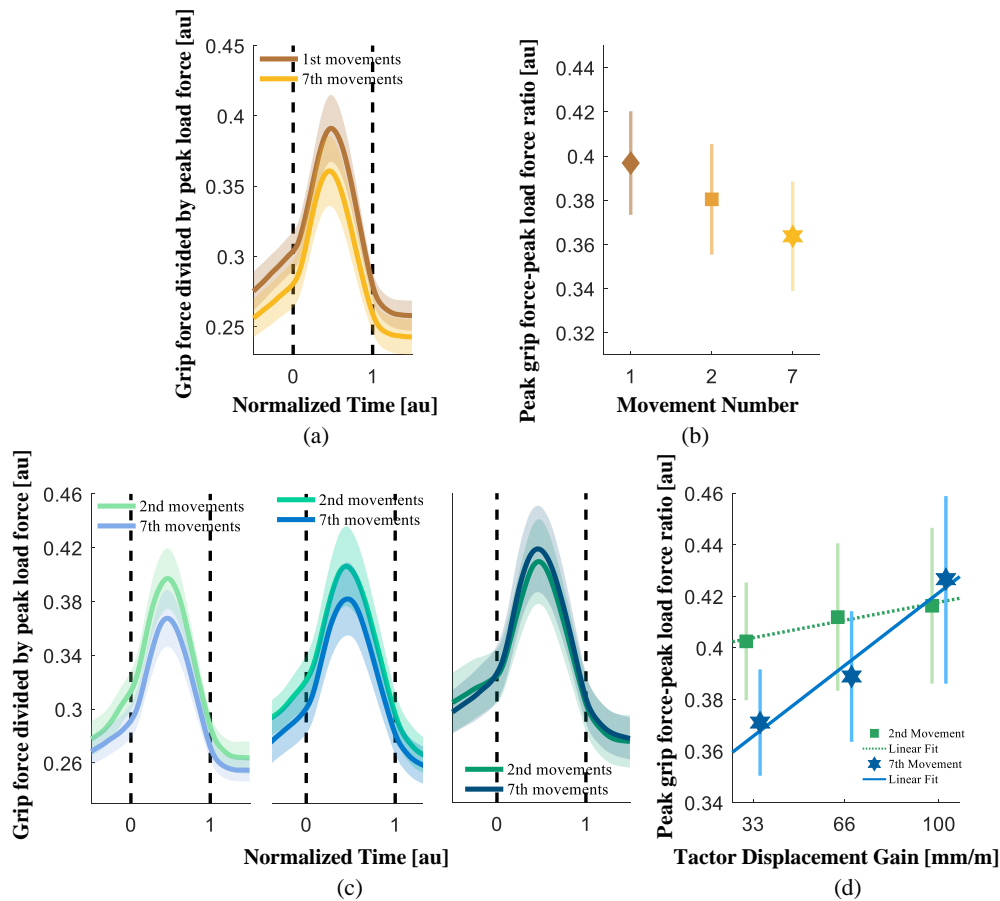 Grip force divided by peak load force [au]
0.45
0.4
0.35
0.3
0.25
1st movements
7th movements
0
1
Normalized Time [au]
(a)
Peak grip force-peak load force ratio [au]
0.44
0.42
0.4
0.38
0.36
0.34
0.32
1
2
7
Movement Number
(b)
Grip force divided by peak load force [au]
0.46
0.42
0.38
0.34
0.3
0.26
2nd movements
7th movements
0
1
2nd movements
7th movements
0
1
2nd movements
7th movements
0
1
Normalized Time [au]
(c)
Peak grip force-peak load force ratio [au]
0.46
0.44
0.42
0.4
0.38
0.36
0.34
2nd Movement
Linear Fit
7th Movement
Linear Fit
33
66
100
Tactor Displacement Gain [mm/m]
(d)